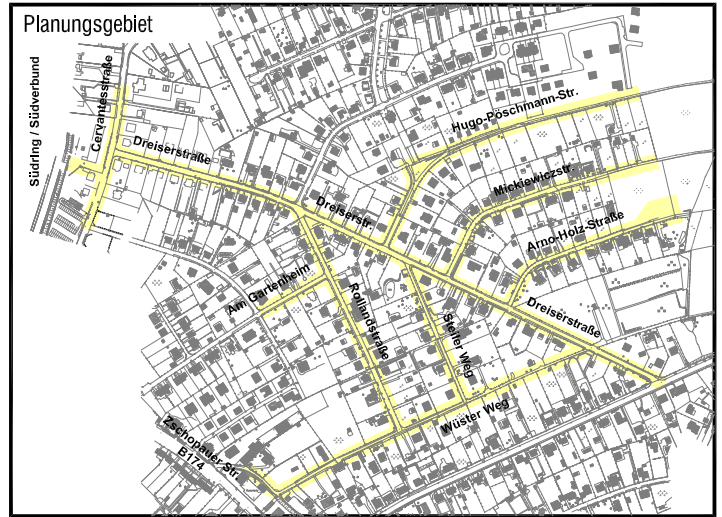 Planungsgebiet
Südring / Südverbund
Cervantesstraße
Dreiserstraße
Hugo-Pöschmann-Str.
Mickiewiczstr.
Dreiserstr.
Arno-Holz-Straße
Am Gartenheim
Rollandstraße
Steiler Weg
Dreiserstraße
Wüster Weg
Zschopauer Str.
B174